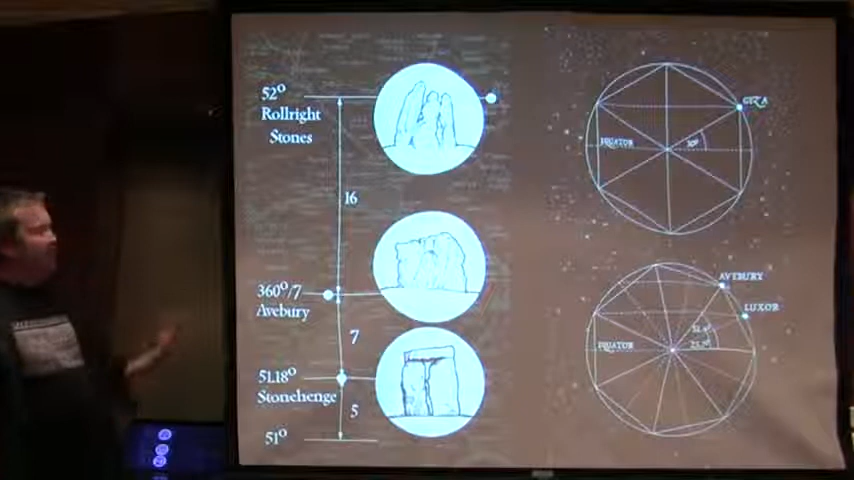 52°
Rollright
Stones
16
360°/7
Avebury
7
51.18°
Stonehenge
5
51°
GIZA
EQUATOR
30°
AVEBURY
LUXOR
EQUATOR